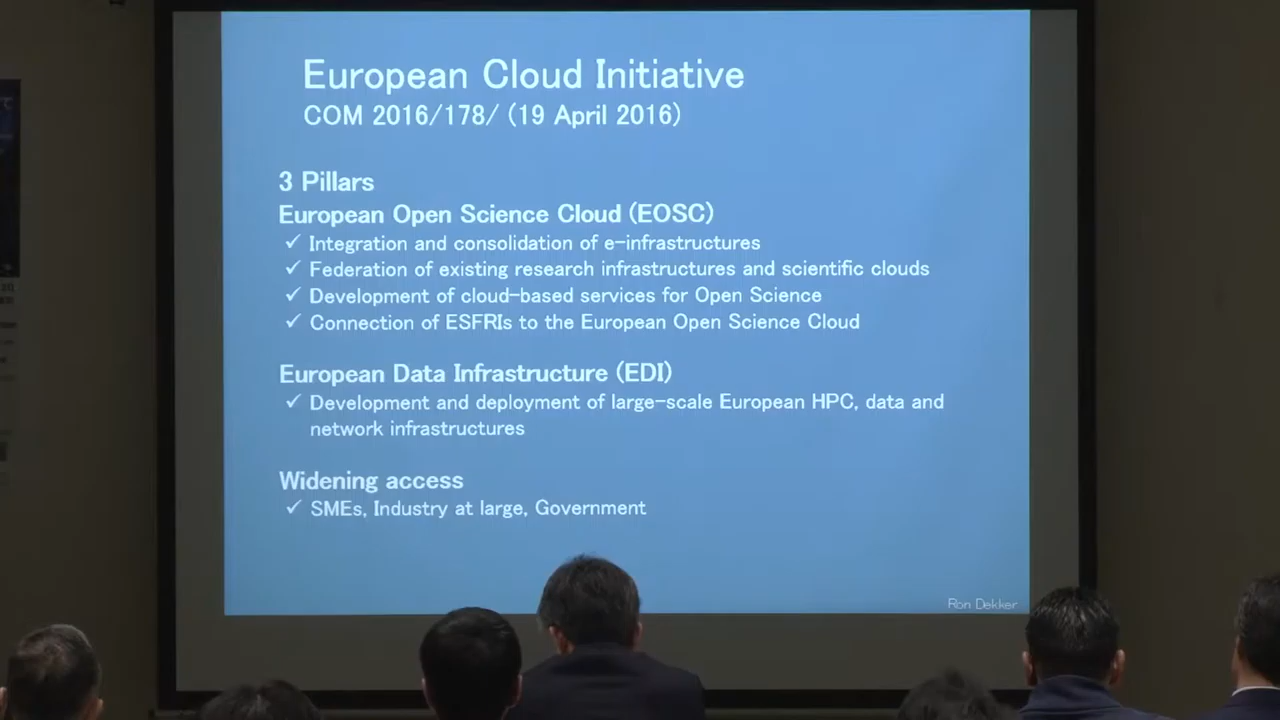 European Cloud Initiative
COM 2016/178/ (19 April 2016)
3 Pillars
European Open Science Cloud (EOSC)
✓ Integration and consolidation of e-infrastructures
✓ Federation of existing research infrastructures and scientific clouds
✓ Development of cloud-based services for Open Science
✓ Connection of ESFRIs to the European Open Science Cloud
European Data Infrastructure (EDI)
✓ Development and deployment of large-scale European HPC, data and
network infrastructures
Widening access
✓ SMEs, Industry at large, Government
Ron Dekker